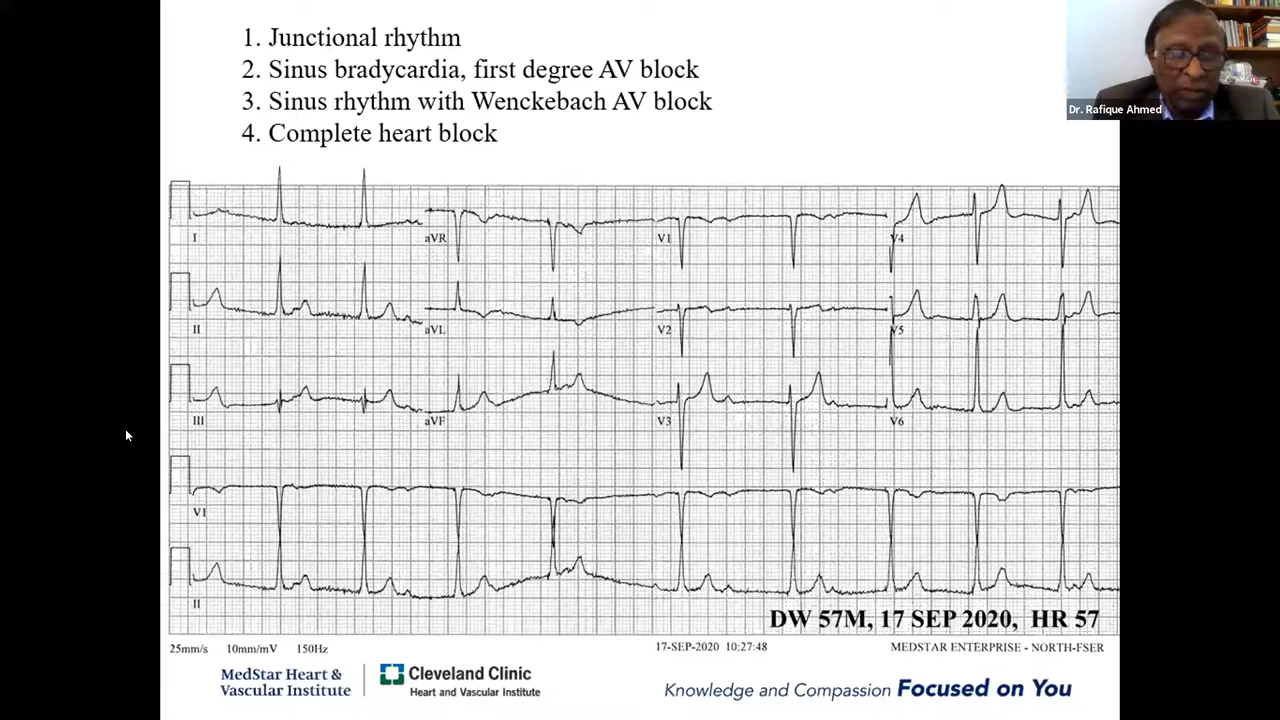 1. Junctional rhythm
2. Sinus bradycardia, first degree AV block
3. Sinus rhythm with Wenckebach AV block
4. Complete heart block
Dr. Rafique Ahmed
I
aVR
V1
V4
II
aVL
V2
V5
III
aVF
V3
V6
V1
II
DW 57M, 17 SEP 2020, HR 57
25mm/s 10mm/mV 150Hz
17-SEP-2020 10:27:48
MEDSTAR ENTERPRISE - NORTH-FSER
MedStar Heart &
Vascular Institute
Cleveland Clinic
Heart and Vascular Institute
Knowledge and Compassion Focused on You